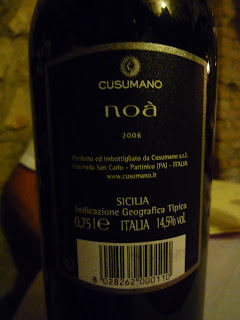 CUSUMANO
noà
2006
Prodotto ed Imbottigliato da Cusumano s.r.l.
Contrada San Carlo - Partinico (PA) - ITALIA
www.cusumano.it
SICILIA
Indicazione Geografica Tipica
0,75 l e ITALIA 14,5% vol.
8 028262 000110